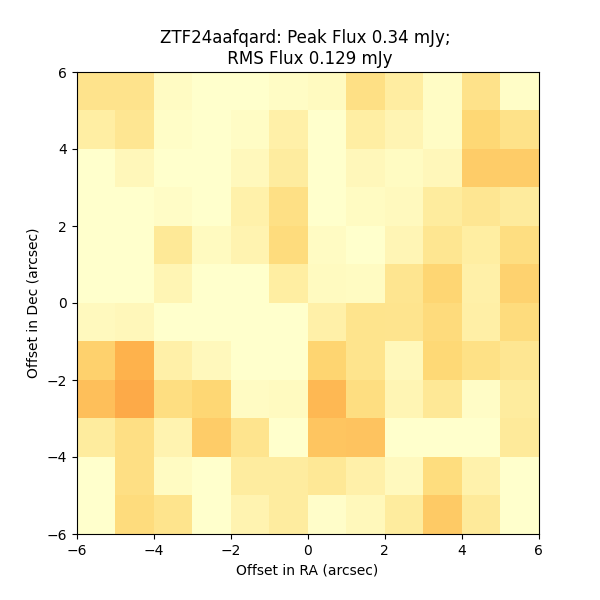 ZTF24aafqard: Peak Flux 0.34 mJy;
RMS Flux 0.129 mJy
6
4
2
0
−2
−4
−6
Offset in Dec (arcsec)
−6 −4 −2 0 2 4 6
Offset in RA (arcsec)